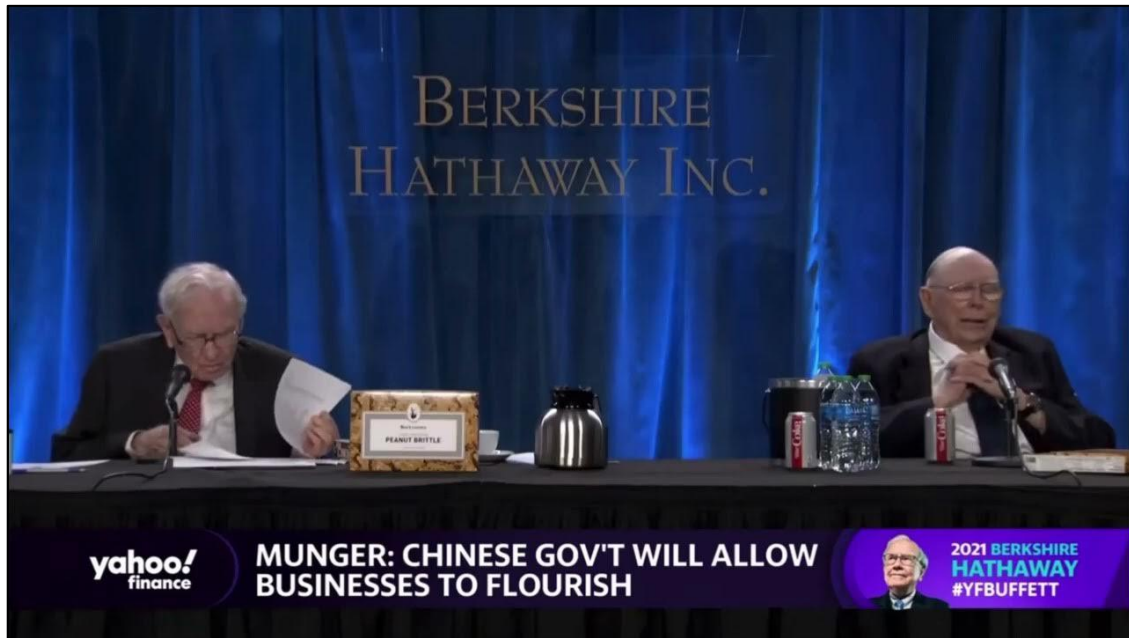 BERKSHIRE
HATHAWAY INC.
PEANUT BRITTLE
Coke
yahoo!
finance
MUNGER: CHINESE GOV'T WILL ALLOW
BUSINESSES TO FLOURISH
2021 BERKSHIRE
HATHAWAY
#YFBUFFETT